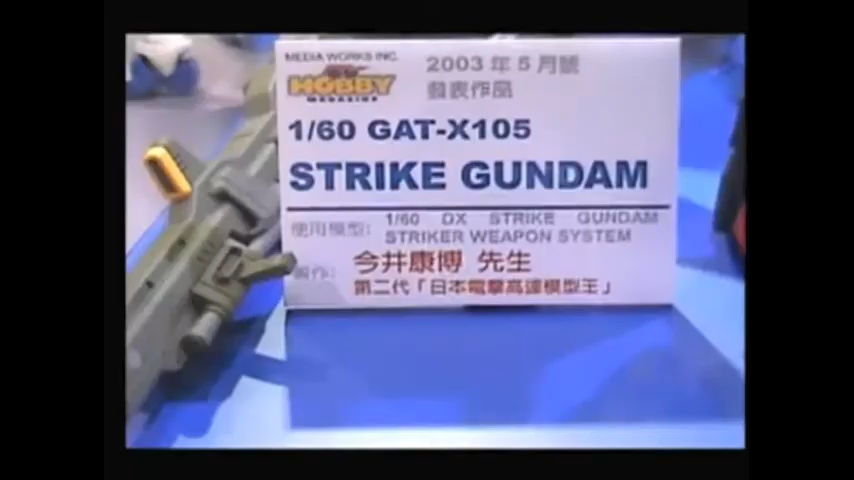 MEDIA WORKS INC.
HOBBY
MAGAZINE
2003 年 5 月號
發表作品
1/60 GAT-X105
STRIKE GUNDAM
使用模型:
1/60 DX STRIKE GUNDAM
STRIKER WEAPON SYSTEM
製作:
今井康博 先生
第二代「日本電擊高達模型王」